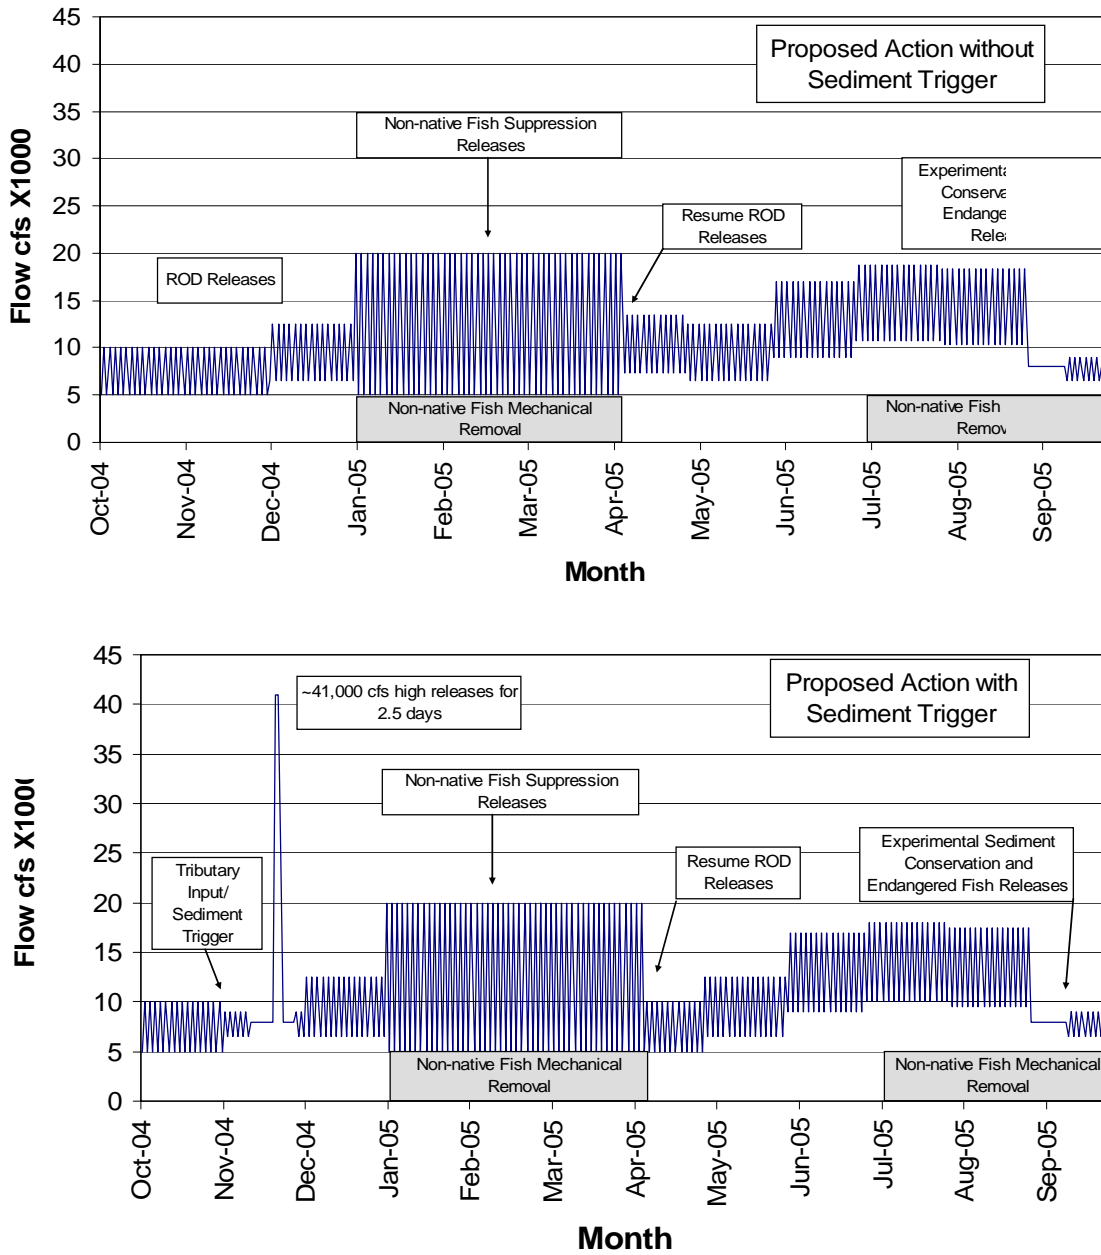 45
40
35
30
25
20
15
10
5
0
Flow cfs X1000
Proposed Action without
Sediment Trigger
Non-native Fish Suppression
Releases
Resume ROD
Releases
ROD Releases
Non-native Fish Mechanical
Removal
Non-native Fish
Oct-04
Nov-04
Dec-04
Jan-05
Feb-05
Mar-05
Apr-05
May-05
Jun-05
Jul-05
Aug-05
Sep-05
Month
45
40
35
30
25
20
15
10
5
0
Flow cfs
Proposed Action with
Sediment Trigger
~41,000 cfs high releases for
2.5 days
Non-native Fish Suppression
Releases
Tributary
Input/
Sediment
Trigger
Resume ROD
Releases
Experimental Sediment
Conservation and
Endangered Fish Releases
Non-native Fish Mechanical
Removal
Non-native Fish Mechanical
Removal
Oct-04
Nov-04
Dec-04
Jan-05
Feb-05
Mar-05
Apr-05
May-05
Jun-05
Jul-05
Aug-05
Sep-05
Month